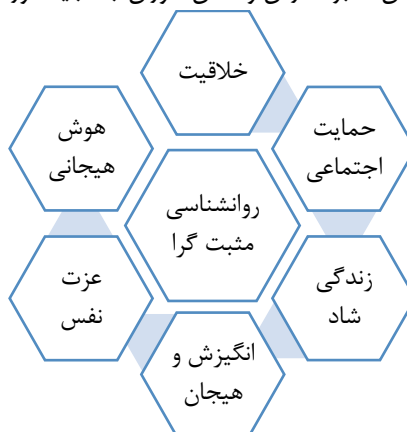 خلاقیت
حمایت
اجتماعی
هوش
هیجانی
روانشناسی
مثبت گرا
زندگی
شاد
عزت
نفس
انگیزش و
هیجان